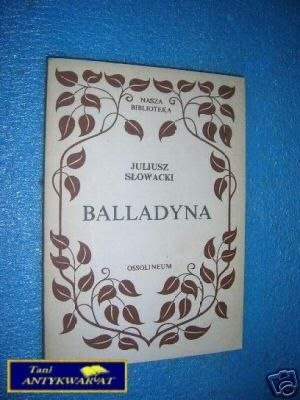 NASZA
BIBLIOTEKA
JULIUSZ
SŁOWACKI
BALLADYNA
OSSOLINEUM
Tani
ANTYKWARIAT